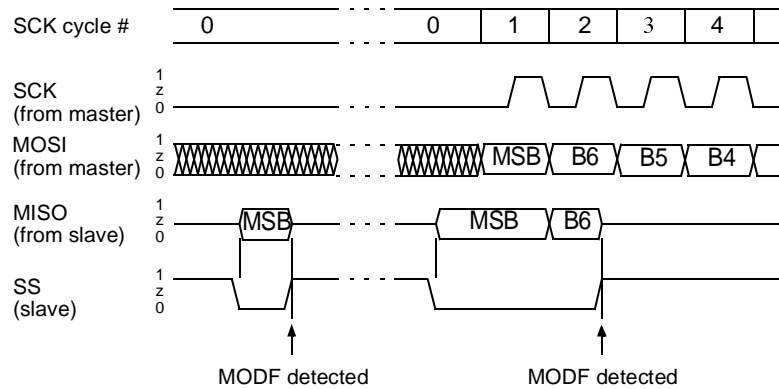 SCK cycle # 0 0 1 2 3 4
SCK
(from master)
1
z
0
MOSI
(from master)
1
z
0
MSB B6 B5 B4
MISO
(from slave)
1
z
0
MSB MSB B6
SS
(slave)
1
z
0
MODF detected MODF detected